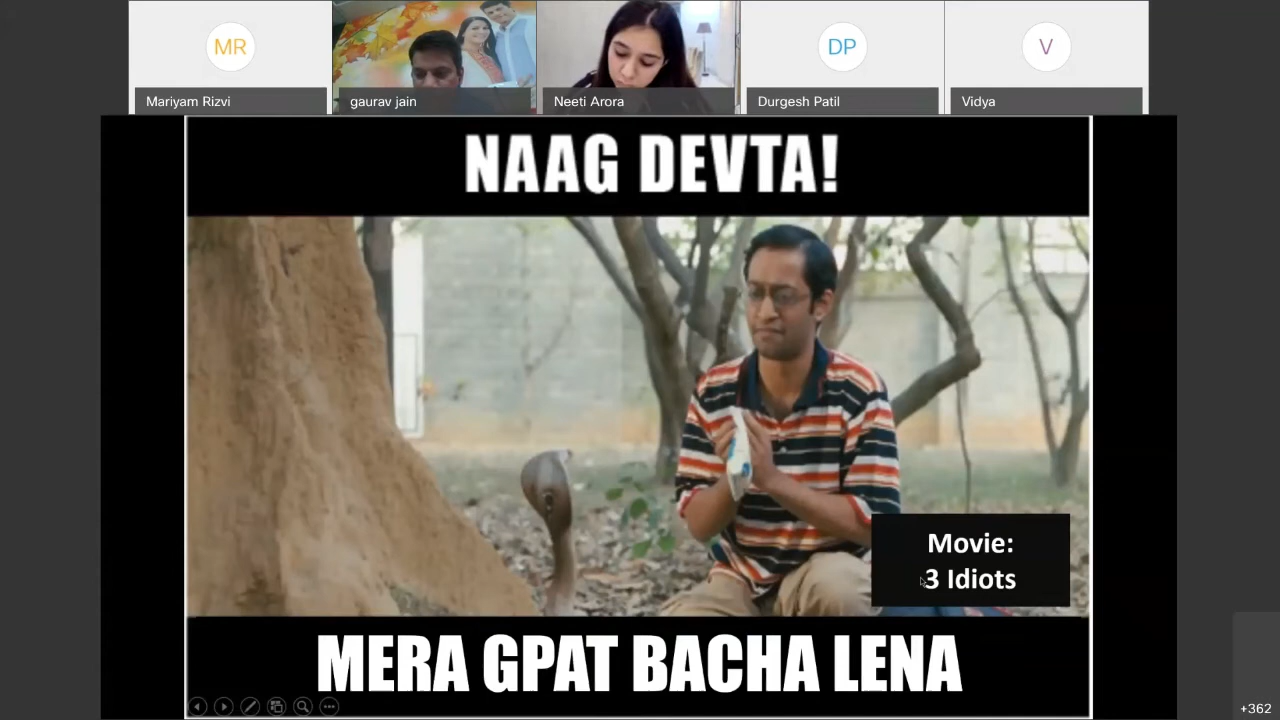 MR
DP
V
Mariyam Rizvi
gaurav jain
Neeti Arora
Durgesh Patil
Vidya
NAAG DEVTA!
Movie:
3 Idiots
MERA GPAT BACHA LENA
+362